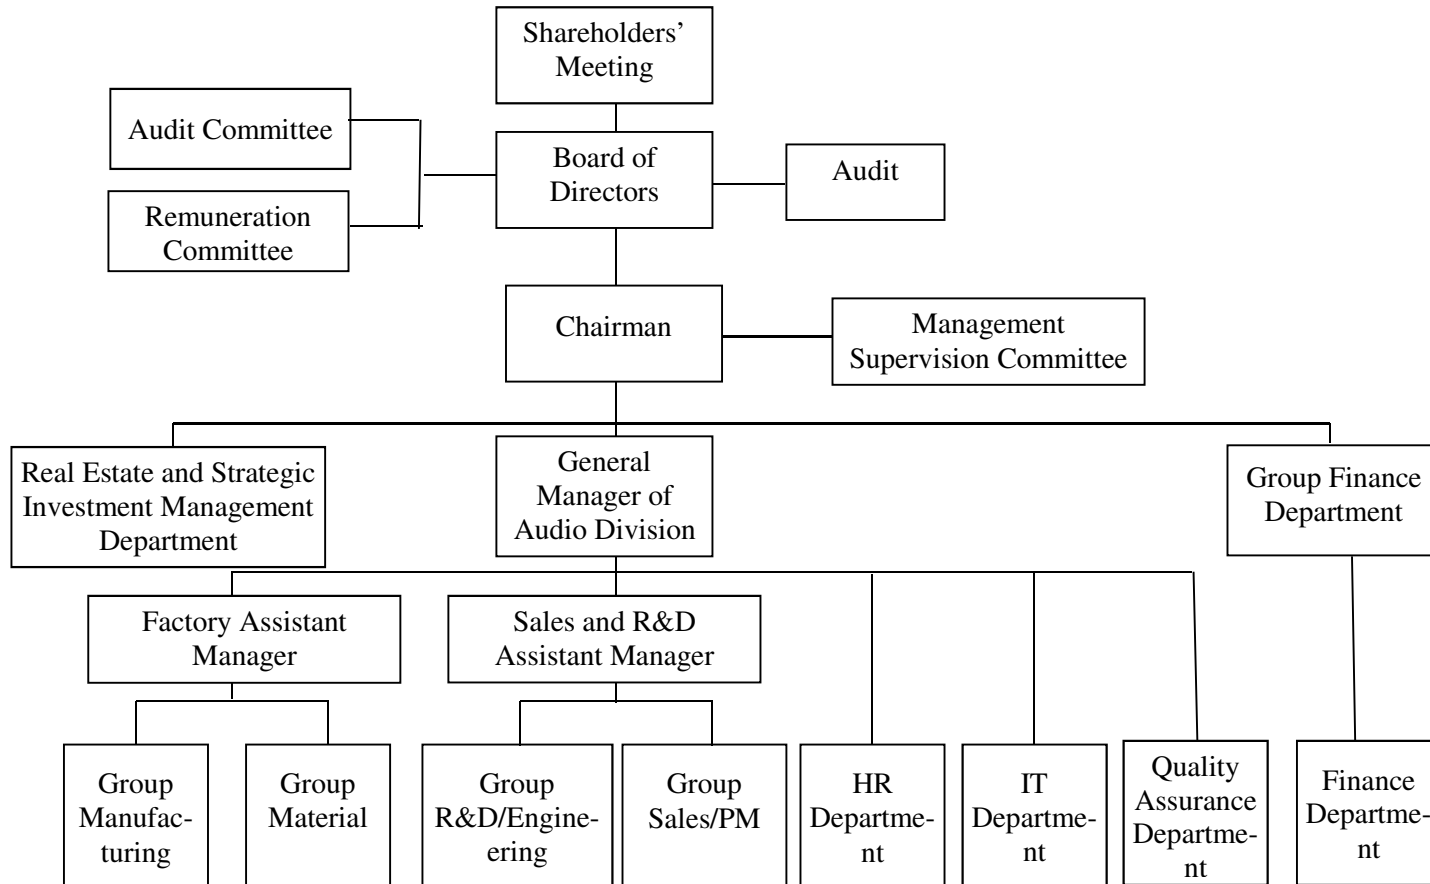 Shareholders’
Meeting
Audit Committee
Board of
Directors
Audit
Remuneration
Committee
Chairman
Management
Supervision Committee
Real Estate and Strategic
Investment Management
Department
General
Manager of
Audio Division
Group Finance
Department
Factory Assistant
Manager
Sales and R&D
Assistant Manager
Group
Manufac-
turing
Group
Material
Group
R&D/Engine-
ering
Group
Sales/PM
HR
Departme-
nt
IT
Departme-
nt
Quality
Assurance
Departme-
nt
Finance
Departme-
nt